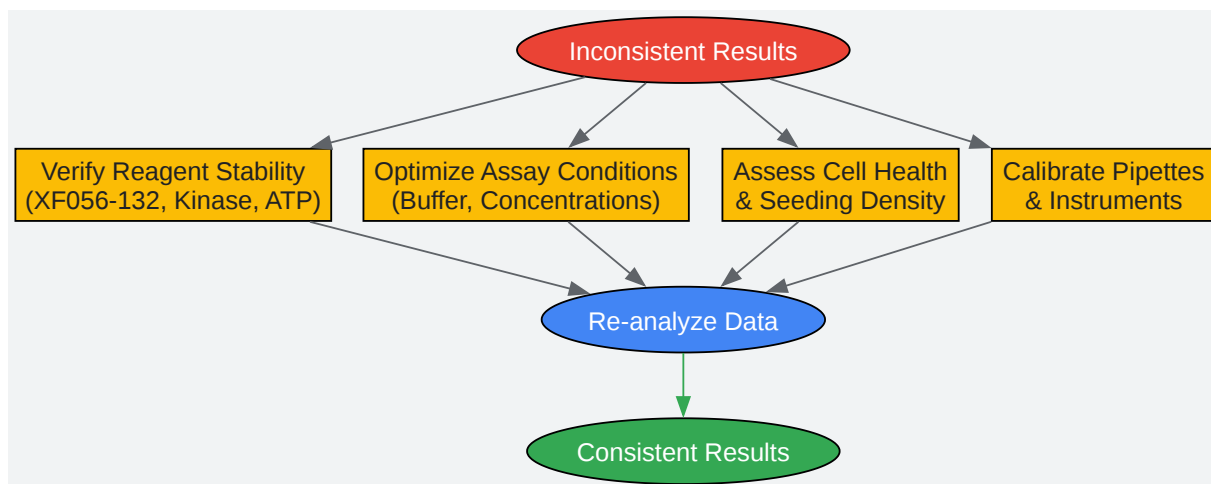 Inconsistent Results
Verify Reagent Stability
(XF056-132, Kinase, ATP)
Optimize Assay Conditions
(Buffer, Concentrations)
Assess Cell Health
& Seeding Density
Calibrate Pipettes
& Instruments
Re-analyze Data
Consistent Results